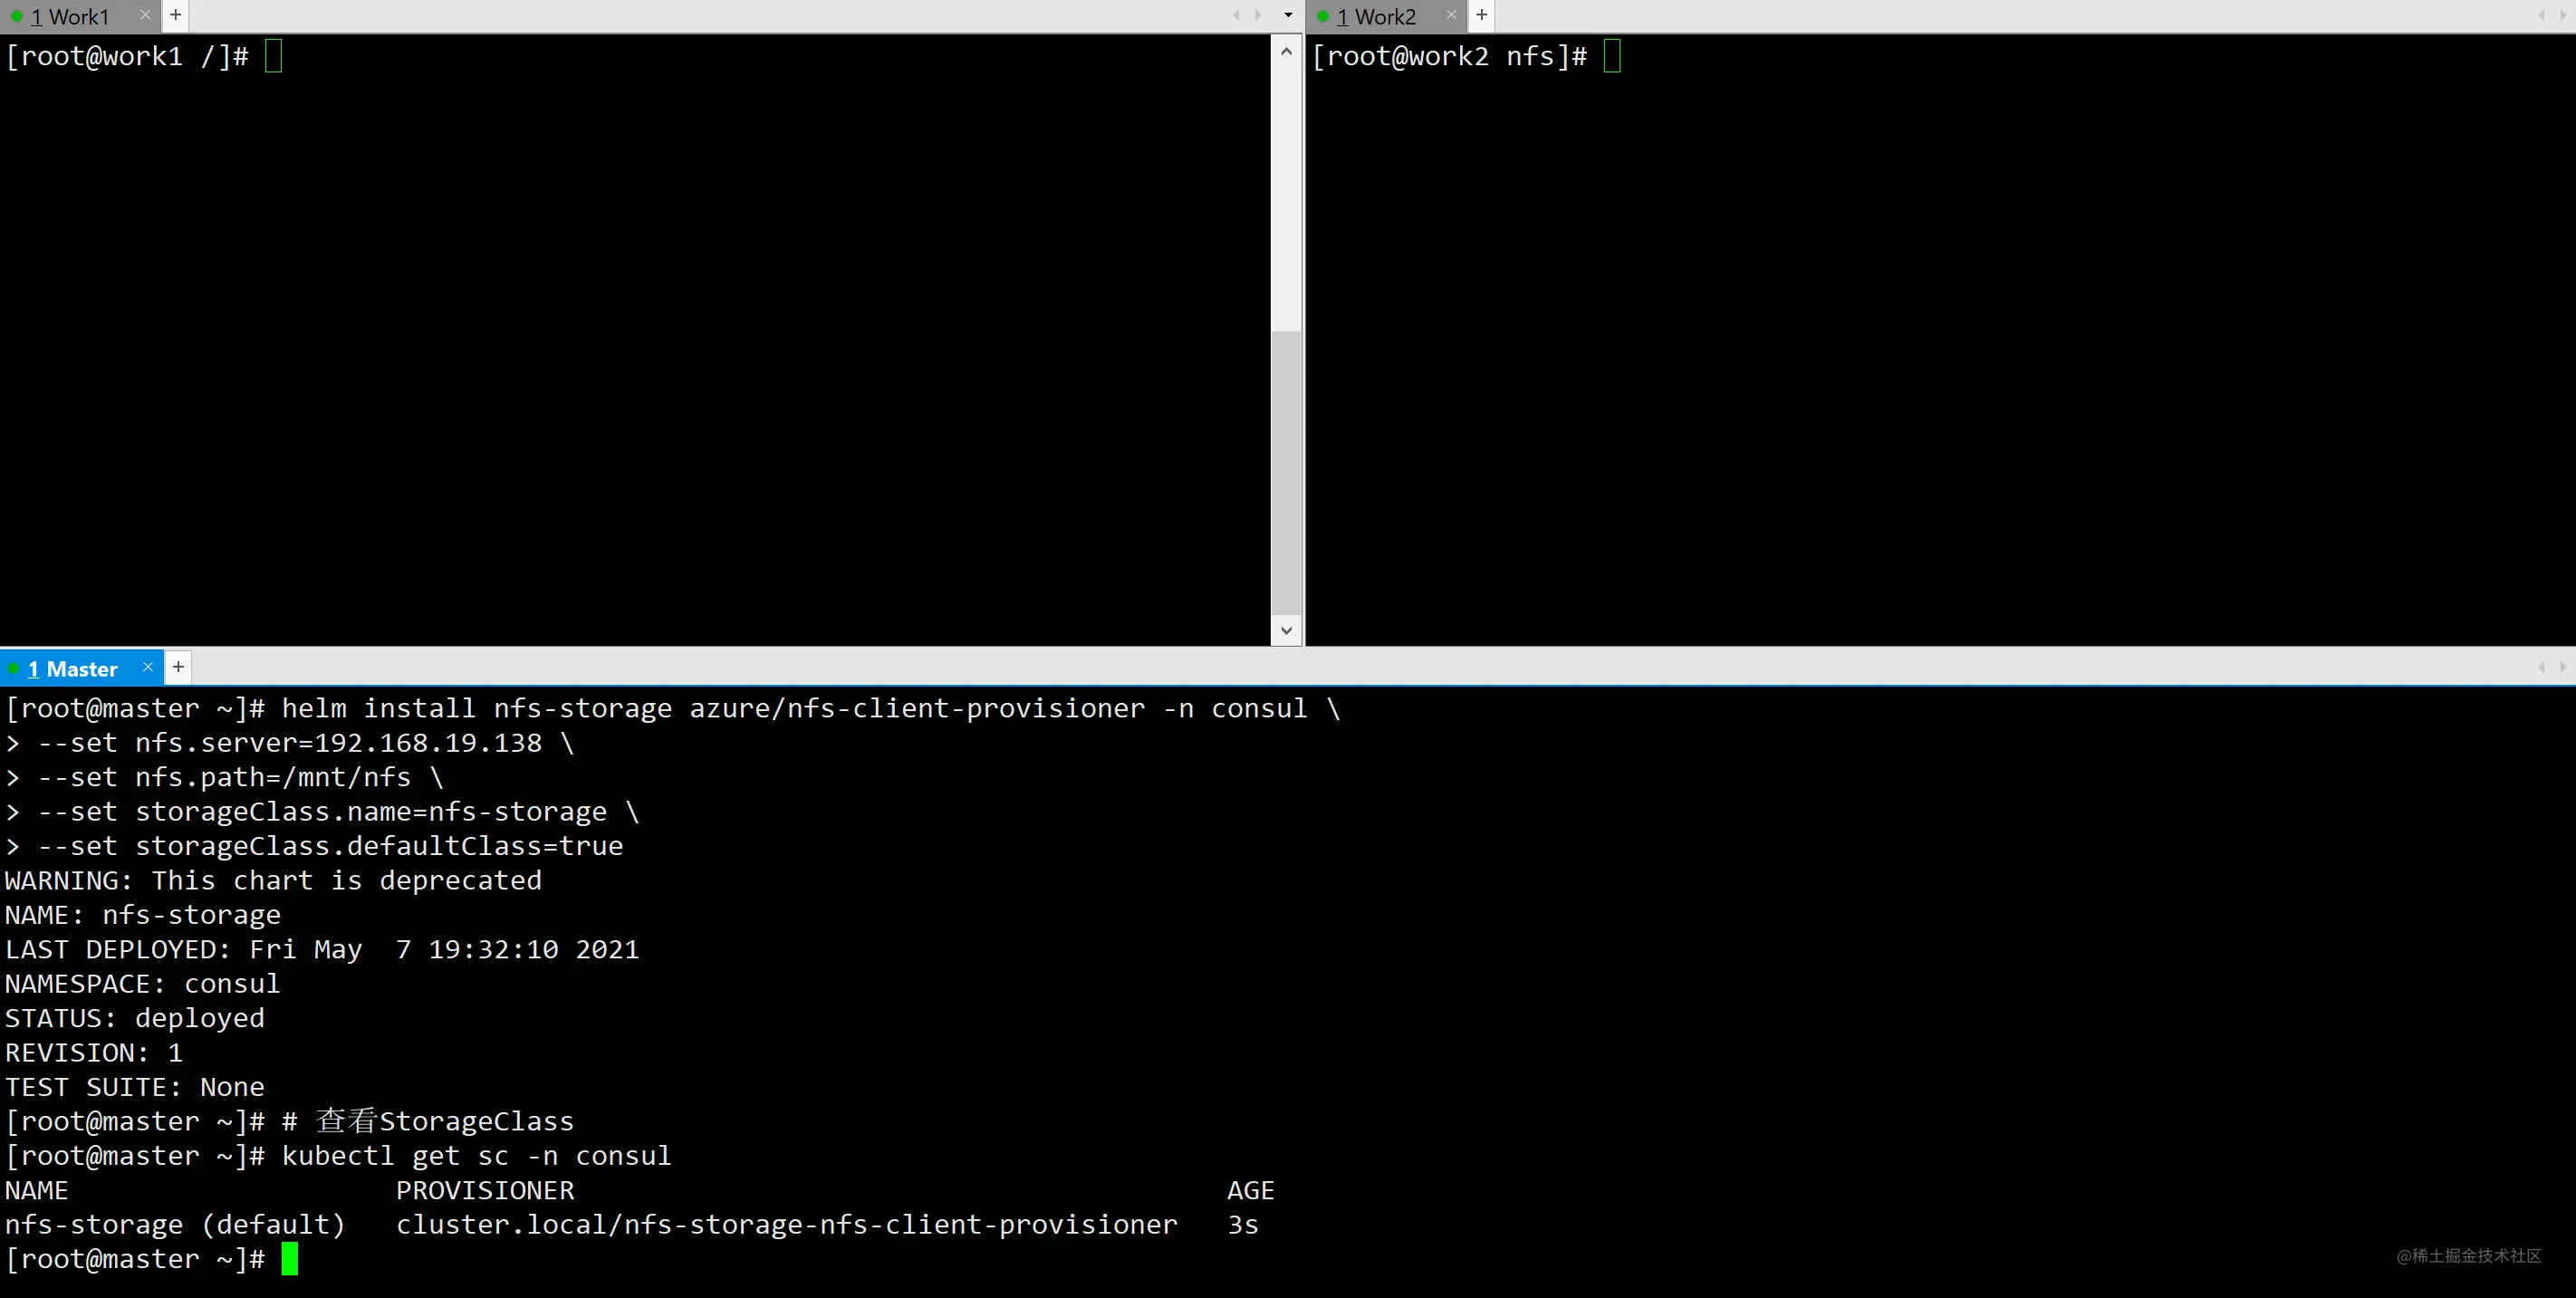 1 Work1
[root@work1 /]#
1 Work2
[root@work2 nfs]#
1 Master
[root@master ~]# helm install nfs-storage azure/nfs-client-provisioner -n consul \
> --set nfs.server=192.168.19.138 \
> --set nfs.path=/mnt/nfs \
> --set storageClass.name=nfs-storage \
> --set storageClass.defaultClass=true
WARNING: This chart is deprecated
NAME: nfs-storage
LAST DEPLOYED: Fri May  7 19:32:10 2021
NAMESPACE: consul
STATUS: deployed
REVISION: 1
TEST SUITE: None
[root@master ~]# # 查看StorageClass
[root@master ~]# kubectl get sc -n consul
NAME                    PROVISIONER                                        AGE
nfs-storage (default)   cluster.local/nfs-storage-nfs-client-provisioner   3s
[root@master ~]#
@稀土掘金技术社区